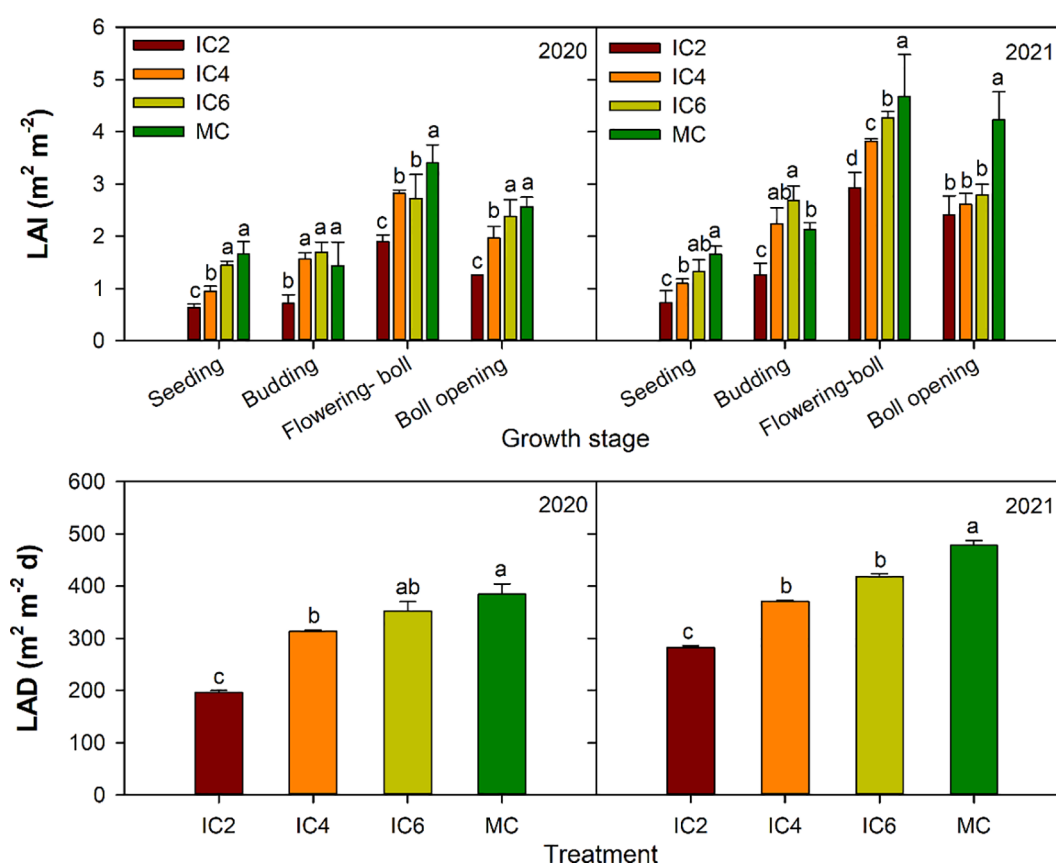 LAI (m² m⁻²)
6
5
4
3
2
1
0
IC2
IC4
IC6
MC
2020
c b a a
b a a a
c b b a
c b a a
Seeding
Budding
Flowering- boll
Boll opening
IC2
IC4
IC6
MC
2021
c b ab a
c ab a b
d c b a
b b b a
Seeding
Budding
Flowering-boll
Boll opening
Growth stage
LAD (m² m⁻² d)
600
500
400
300
200
100
0
2020
c b ab a
IC2 IC4 IC6 MC
2021
c b b a
IC2 IC4 IC6 MC
Treatment